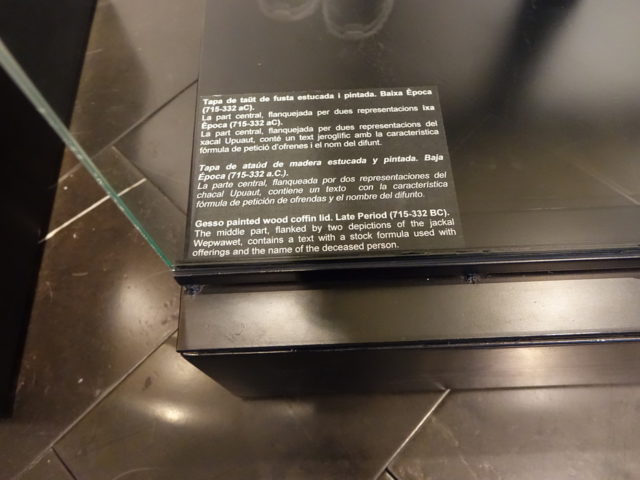 Tapa de taüt de fusta estucada i pintada. Baixa Època
(715-332 aC).
La part central, flanquejada per dues representacions ixa
Època (715-332 aC).
La part central, flanquejada per dues representacions del
xacal Upuaut, conté un text jeroglífic amb la característica
fórmula de petició d'ofrenes i el nom del difunt.
Tapa de ataúd de madera estucada y pintada. Baja
Época (715-332 a.C.).
La parte central, flanqueada por dos representaciones del
chacal Upuaut, contiene un texto con la característica
fórmula de petición de ofrendas y el nombre del difunto.
Gesso painted wood coffin lid. Late Period (715-332 BC).
The middle part, flanked by two depictions of the jackal
Wepwawet, contains a text with a stock formula used with
offerings and the name of the deceased person.